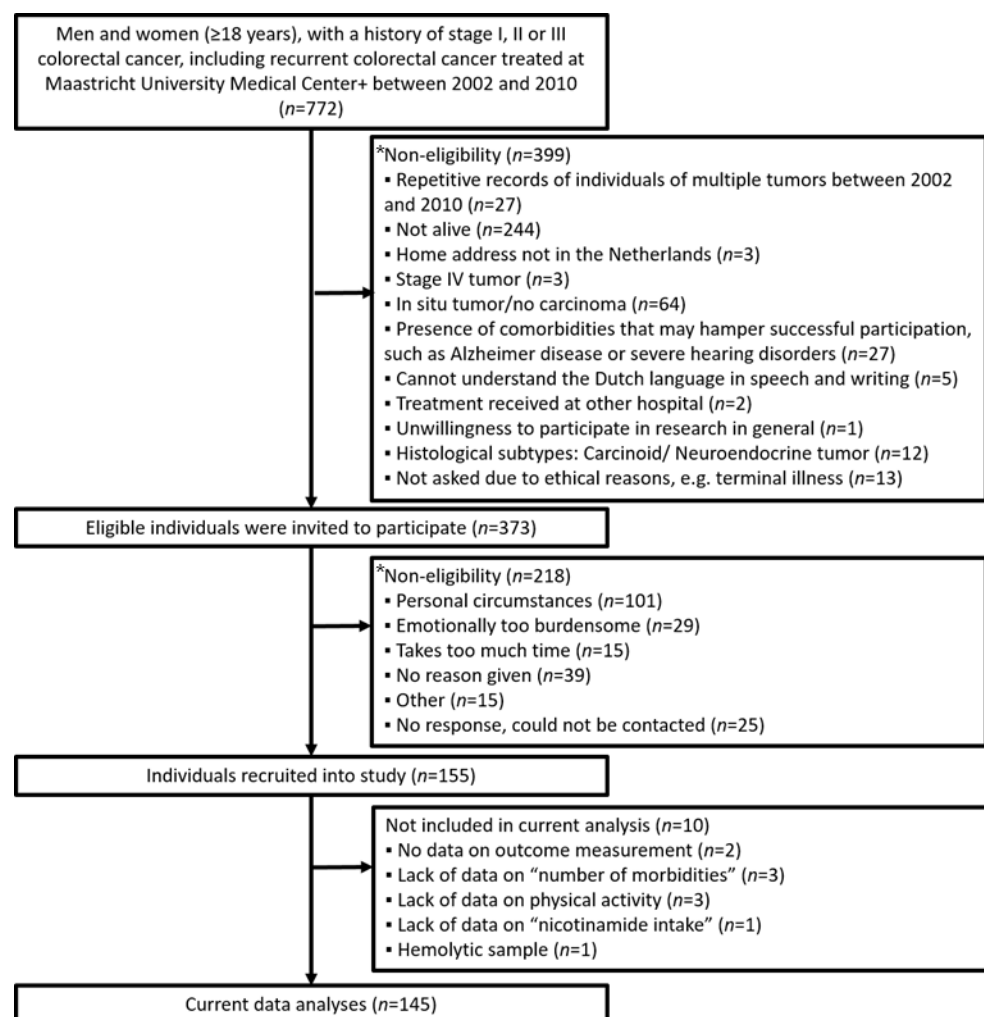 Men and women (≥18 years), with a history of stage I, II or III
colorectal cancer, including recurrent colorectal cancer treated at
Maastricht University Medical Center+ between 2002 and 2010
(n=772)
*Non-eligibility (n=399)
▪ Repetitive records of individuals of multiple tumors between 2002
and 2010 (n=27)
▪ Not alive (n=244)
▪ Home address not in the Netherlands (n=3)
▪ Stage IV tumor (n=3)
▪ In situ tumor/no carcinoma (n=64)
▪ Presence of comorbidities that may hamper successful participation,
such as Alzheimer disease or severe hearing disorders (n=27)
▪ Cannot understand the Dutch language in speech and writing (n=5)
▪ Treatment received at other hospital (n=2)
▪ Unwillingness to participate in research in general (n=1)
▪ Histological subtypes: Carcinoid/ Neuroendocrine tumor (n=12)
▪ Not asked due to ethical reasons, e.g. terminal illness (n=13)
Eligible individuals were invited to participate (n=373)
*Non-eligibility (n=218)
▪ Personal circumstances (n=101)
▪ Emotionally too burdensome (n=29)
▪ Takes too much time (n=15)
▪ No reason given (n=39)
▪ Other (n=15)
▪ No response, could not be contacted (n=25)
Individuals recruited into study (n=155)
Not included in current analysis (n=10)
▪ No data on outcome measurement (n=2)
▪ Lack of data on “number of morbidities” (n=3)
▪ Lack of data on physical activity (n=3)
▪ Lack of data on “nicotinamide intake” (n=1)
▪ Hemolytic sample (n=1)
Current data analyses (n=145)